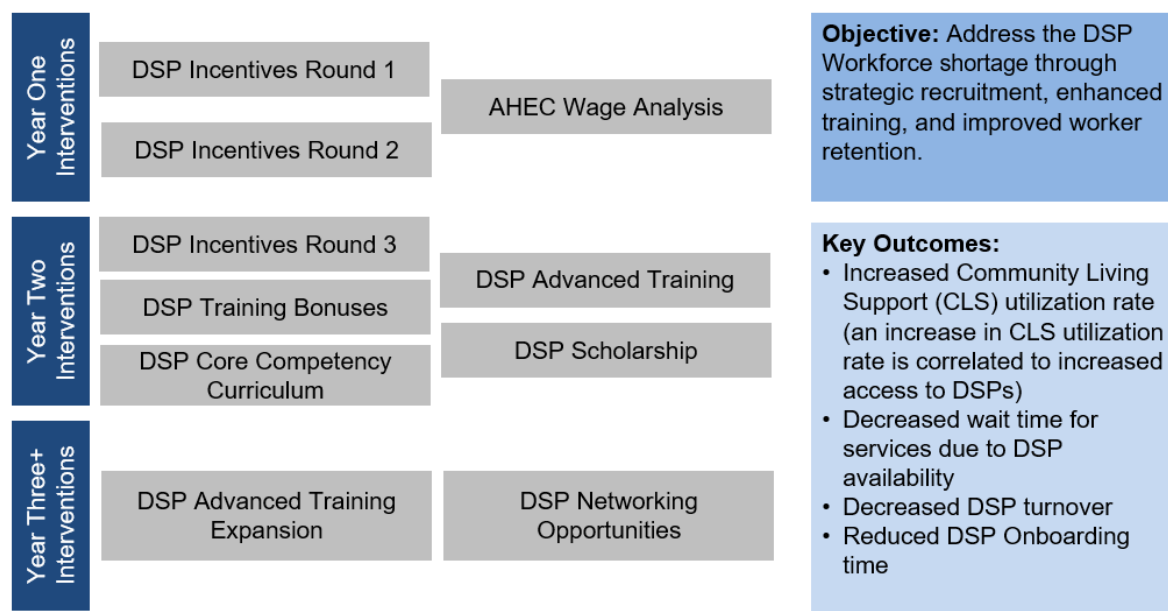 Year One
Interventions
DSP Incentives Round 1
DSP Incentives Round 2
AHEC Wage Analysis
Year Two
Interventions
DSP Incentives Round 3
DSP Training Bonuses
DSP Core Competency
Curriculum
DSP Advanced Training
DSP Scholarship
Year Three+
Interventions
DSP Advanced Training
Expansion
DSP Networking
Opportunities
Objective: Address the DSP
Workforce shortage through
strategic recruitment, enhanced
training, and improved worker
retention.
Key Outcomes:
• Increased Community Living
Support (CLS) utilization rate
(an increase in CLS utilization
rate is correlated to increased
access to DSPs)
• Decreased wait time for
services due to DSP
availability
• Decreased DSP turnover
• Reduced DSP Onboarding
time